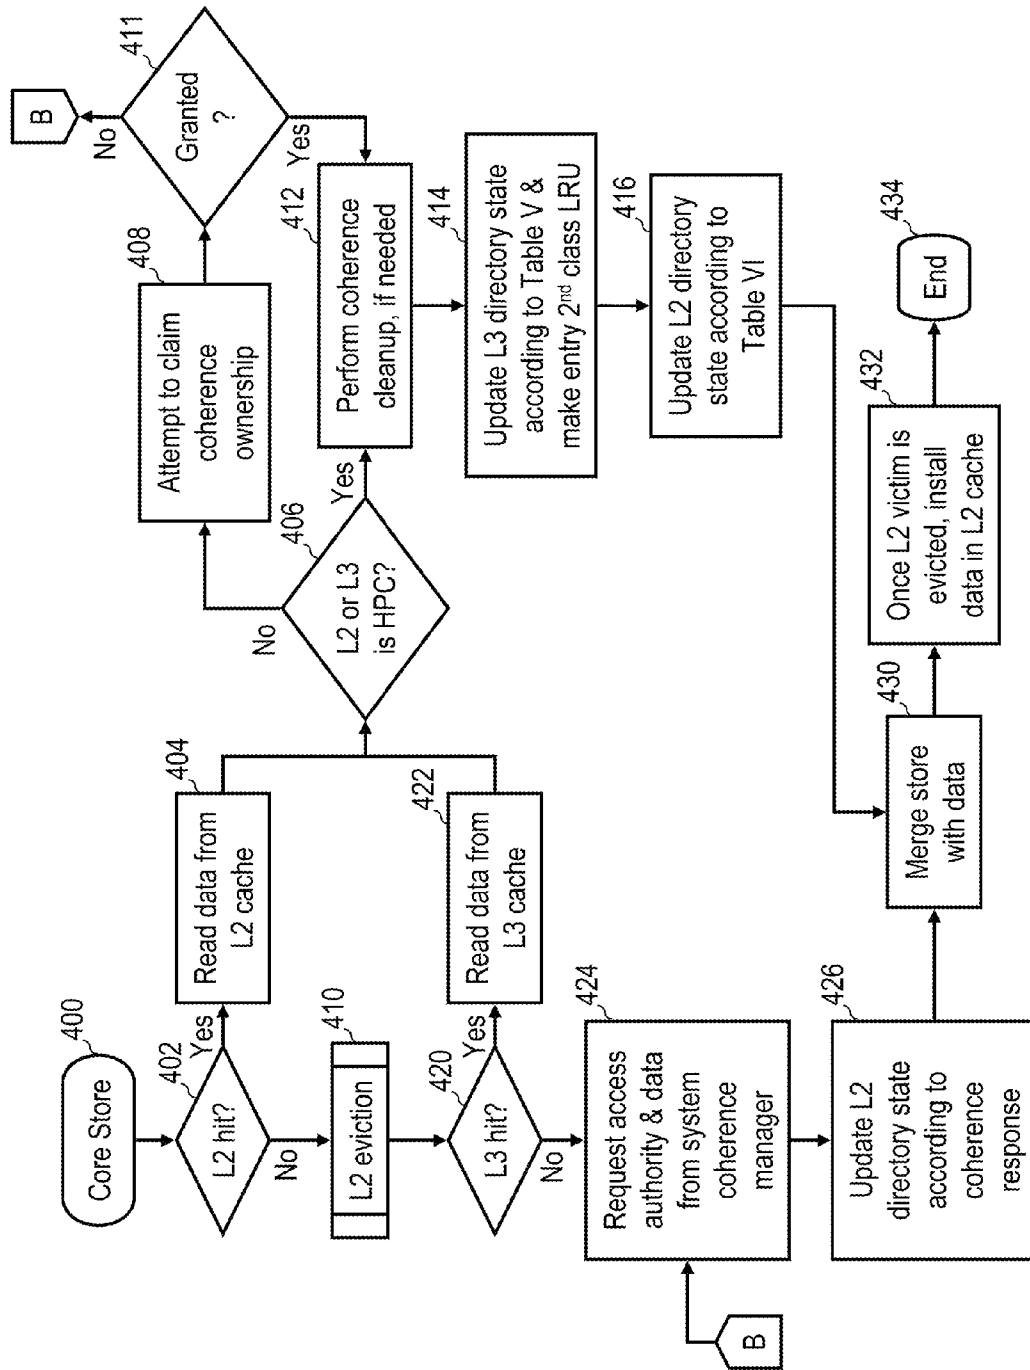 400
Core Store
402
L2 hit?
Yes
No
404
Read data from
L2 cache
410
L2 eviction
420
L3 hit?
Yes
No
422
Read data from
L3 cache
406
L2 or L3
is HPC?
No
Yes
408
Attempt to claim
coherence
ownership
411
Granted
?
No
Yes
B
412
Perform coherence
cleanup, if needed
414
Update L3 directory state
according to Table V &
make entry 2nd class LRU
416
Update L2 directory
state according to
Table VI
B
424
Request access
authority & data
from system
coherence
manager
426
Update L2
directory state
according to
coherence
response
430
Merge store
with data
432
Once L2 victim is
evicted, install
data in L2 cache
434
End